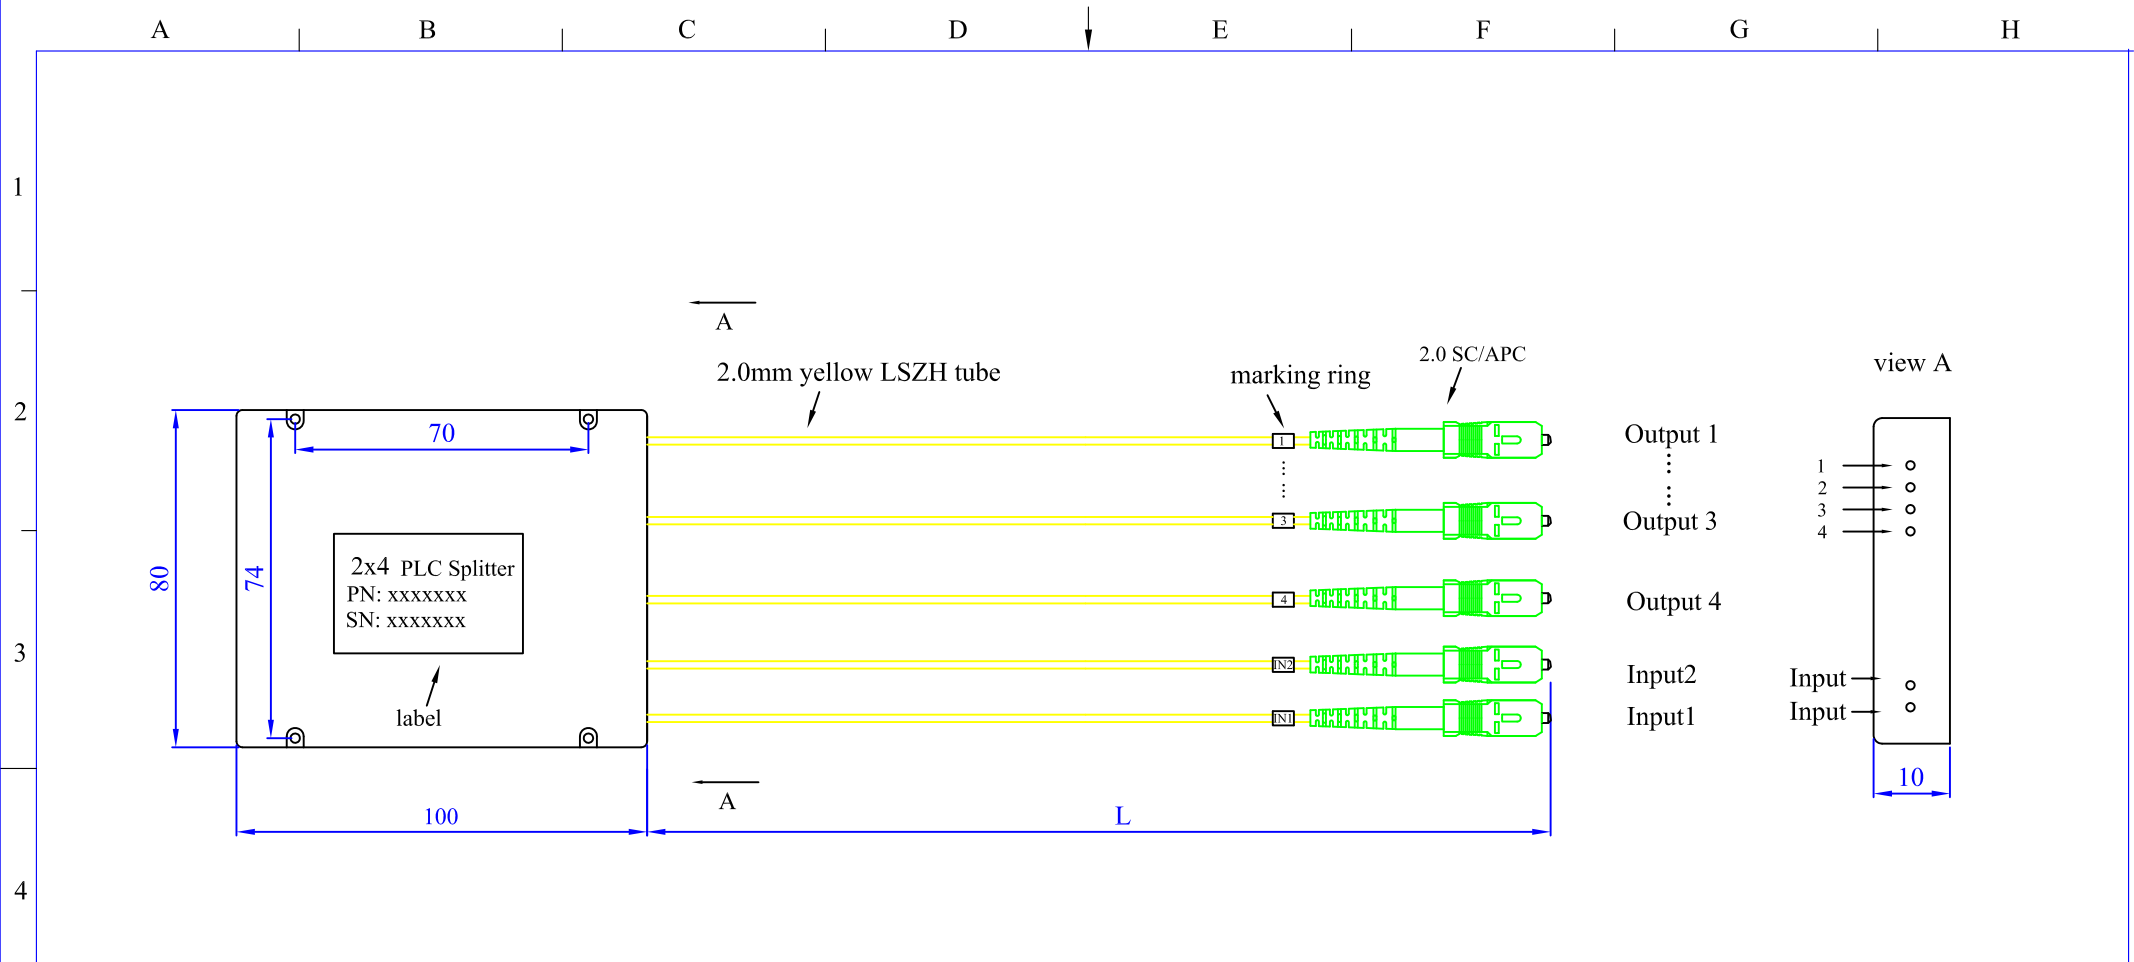 A B C D E F G H
1
A
2.0 SC/APC
view A
2.0mm yellow LSZH tube
marking ring
2
70
1
Output 1
1
2
3
4
3
Output 3
80
74
2x4 PLC Splitter
PN: xxxxxxx
SN: xxxxxxx
4
Output 4
3
IN2
Input2
Input
label
IN1
Input1
Input
10
A
100
L
4